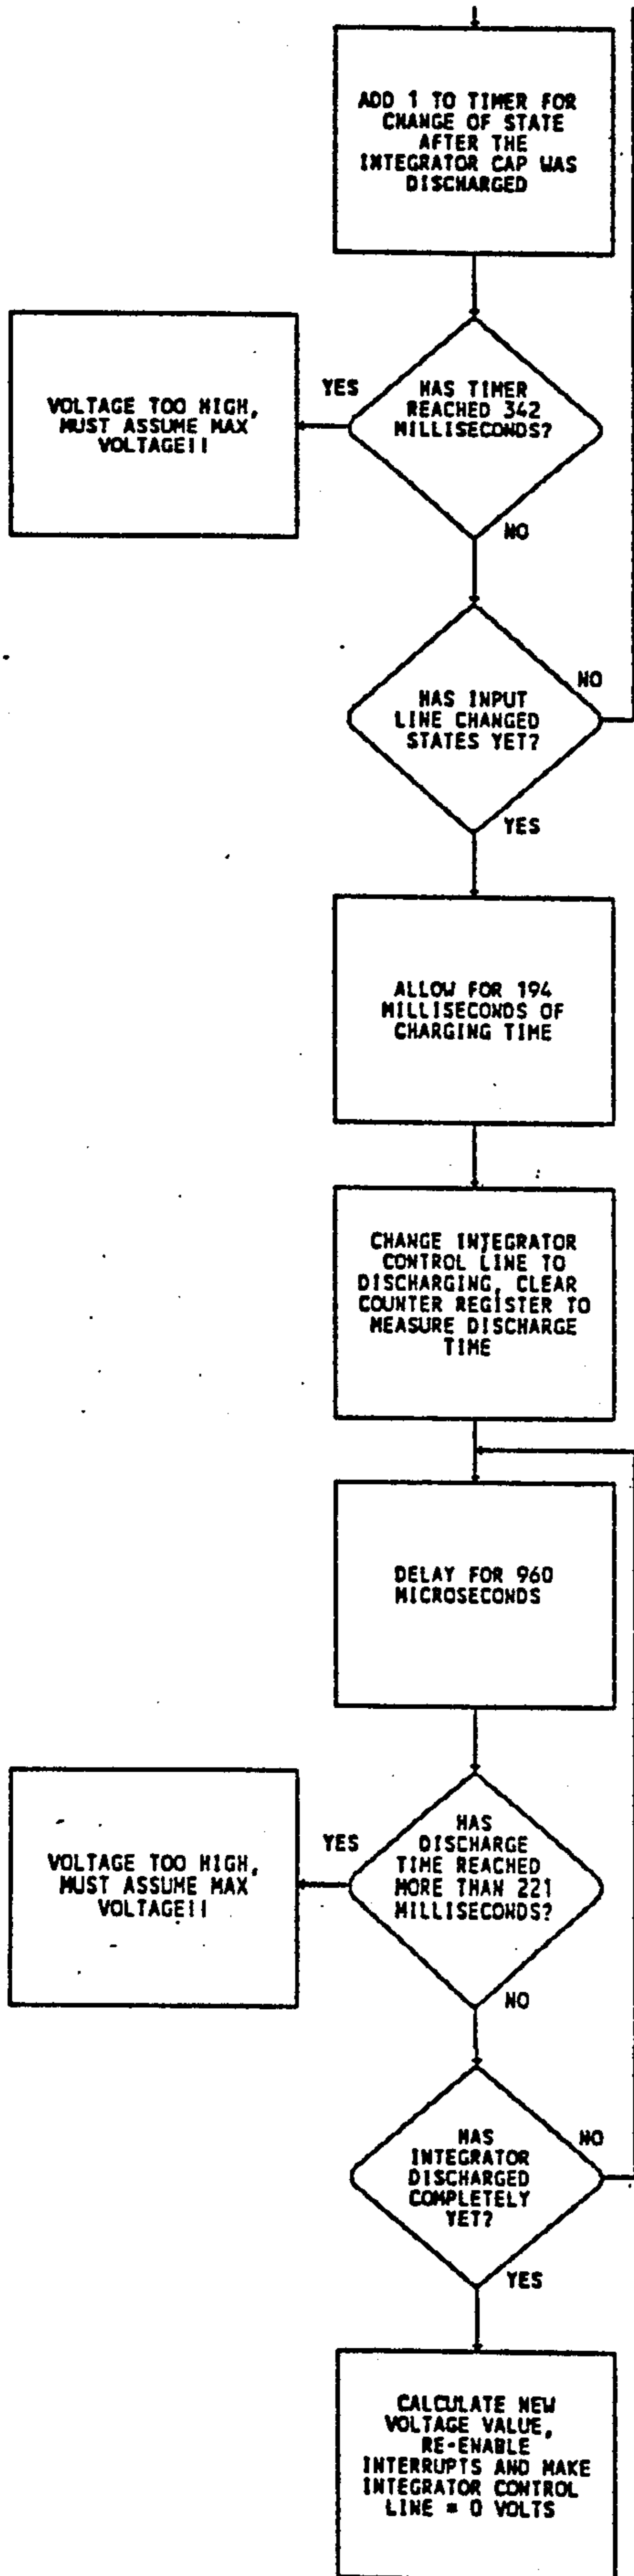 ADD 1 TO TIMER FOR
CHANGE OF STATE
AFTER THE
INTEGRATOR CAP WAS
DISCHARGED
YES
HAS TIMER
REACHED 342
MILLISECONDS?
VOLTAGE TOO HIGH,
MUST ASSUME MAX
VOLTAGE!!
NO
NO
HAS INPUT
LINE CHANGED
STATES YET?
YES
ALLOW FOR 194
MILLISECONDS OF
CHARGING TIME
CHANGE INTEGRATOR
CONTROL LINE TO
DISCHARGING, CLEAR
COUNTER REGISTER TO
MEASURE DISCHARGE
TIME
DELAY FOR 960
MICROSECONDS
YES
HAS
DISCHARGE
TIME REACHED
MORE THAN 221
MILLISECONDS?
VOLTAGE TOO HIGH,
MUST ASSUME MAX
VOLTAGE!!
NO
NO
HAS
INTEGRATOR
DISCHARGED
COMPLETELY
YET?
YES
CALCULATE NEW
VOLTAGE VALUE,
RE-ENABLE
INTERRUPTS AND MAKE
INTEGRATOR CONTROL
LINE = 0 VOLTS